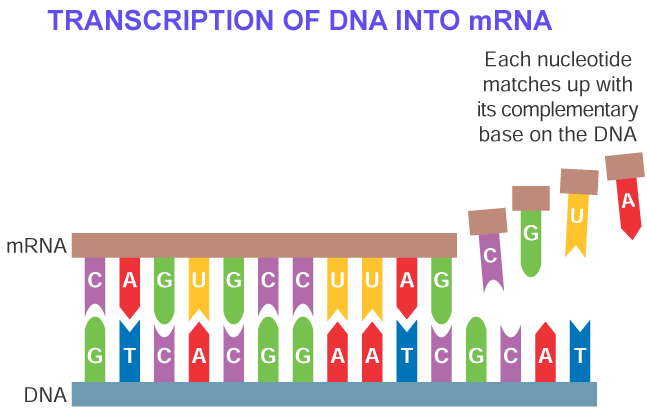 TRANSCRIPTION OF DNA INTO mRNA
Each nucleotide
matches up with
its complementary
base on the DNA
A
U
G
C
mRNA
C A G U G C C U U A G
G T C A C G G A A T C G C A T
DNA